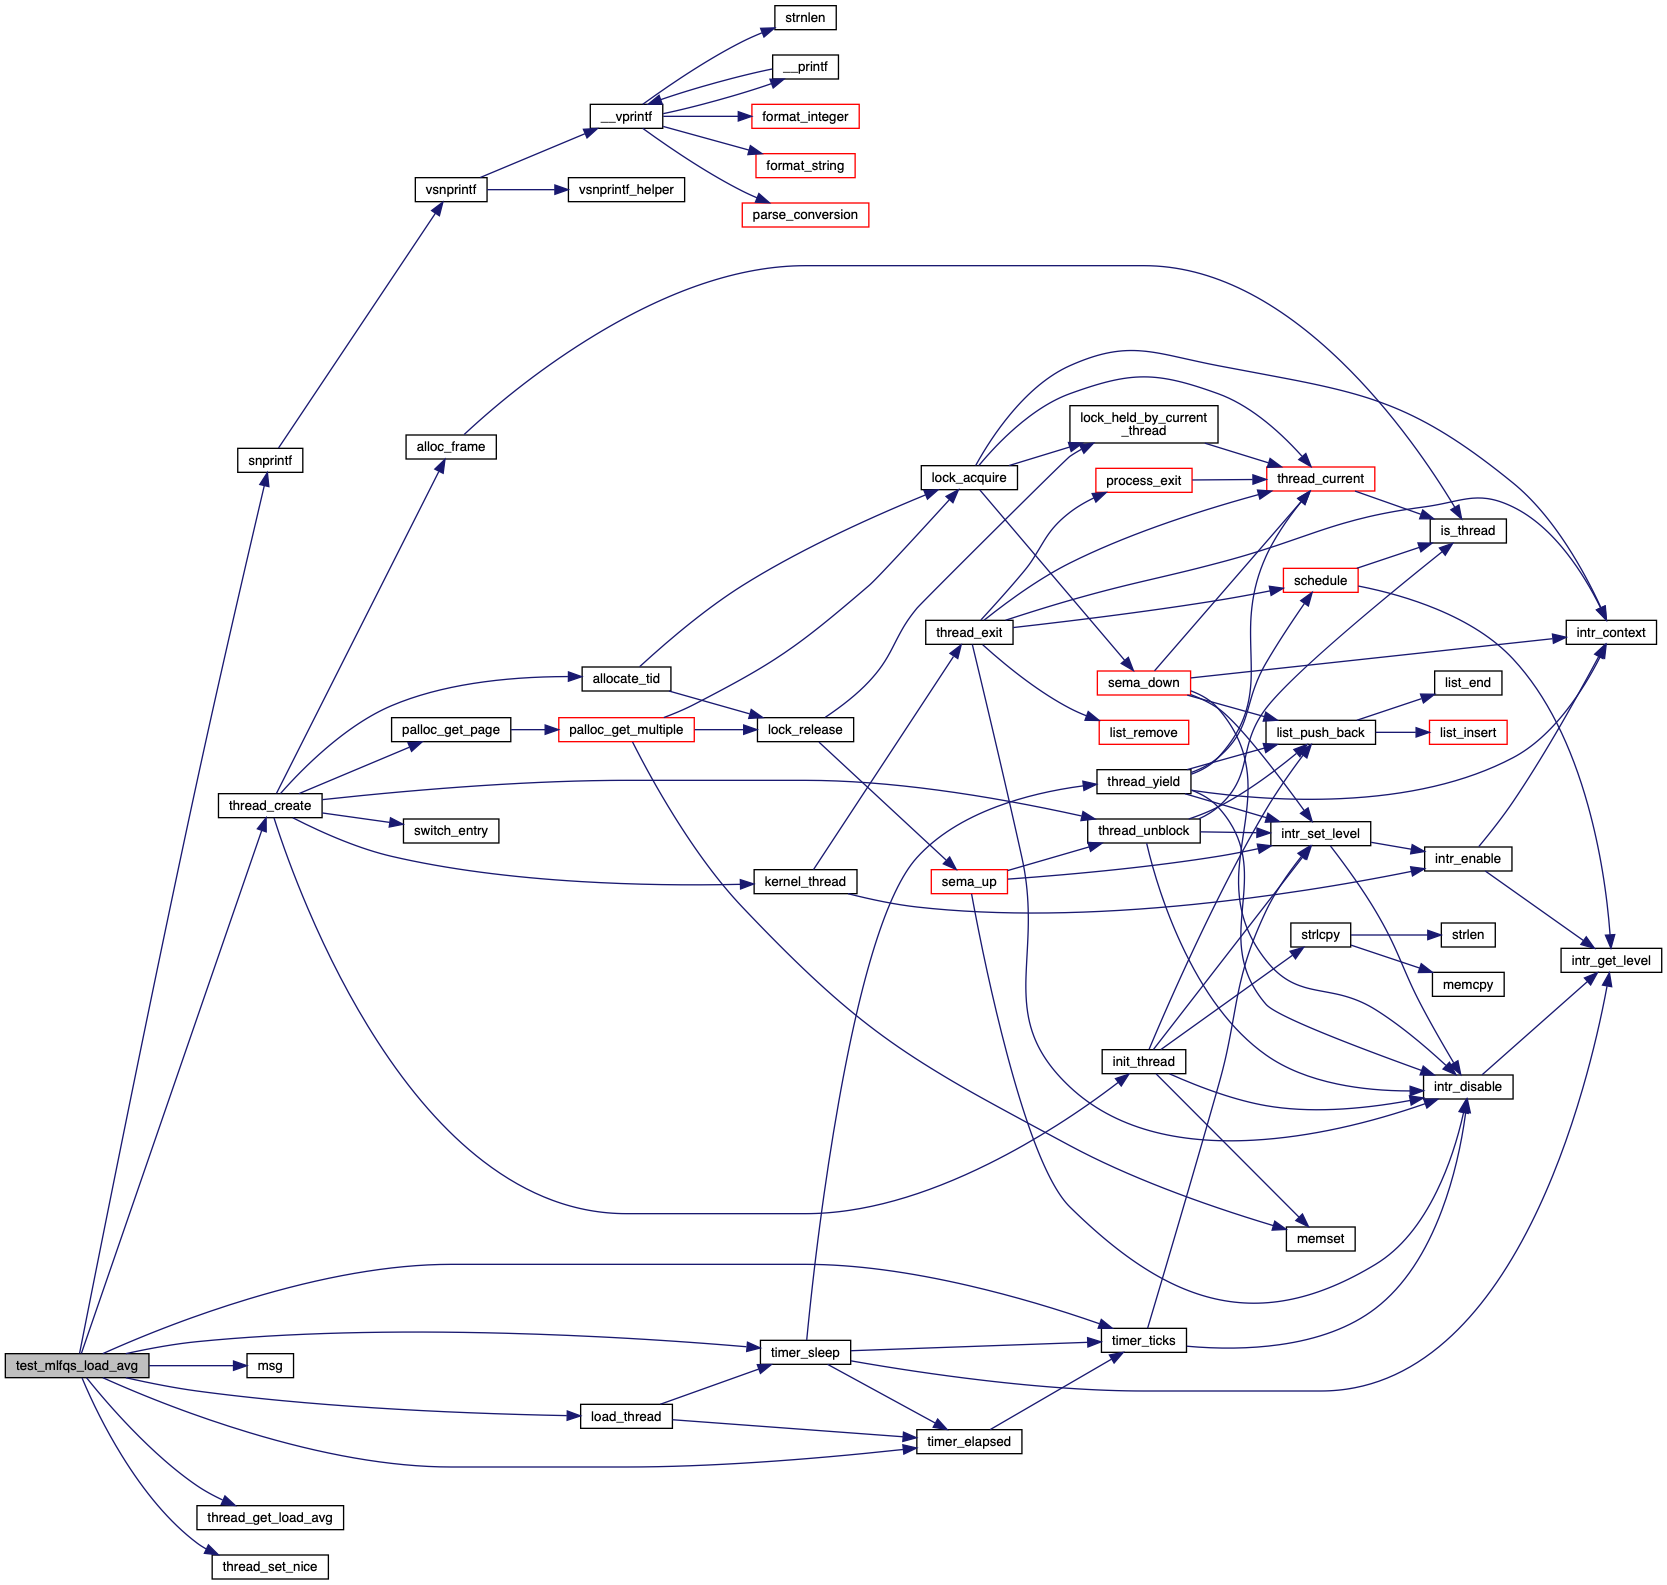 strnlen
__printf
__vprintf
format_integer
format_string
vsnprintf
vsnprintf_helper
parse_conversion
lock_held_by_current
_thread
alloc_frame
snprintf
lock_acquire
process_exit
thread_current
is_thread
schedule
thread_exit
intr_context
allocate_tid
sema_down
list_end
palloc_get_page
palloc_get_multiple
lock_release
list_remove
list_push_back
list_insert
thread_yield
thread_create
switch_entry
thread_unblock
intr_set_level
intr_enable
kernel_thread
sema_up
strlcpy
strlen
intr_get_level
memcpy
init_thread
intr_disable
memset
timer_ticks
timer_sleep
test_mlfqs_load_avg
msg
load_thread
timer_elapsed
thread_get_load_avg
thread_set_nice